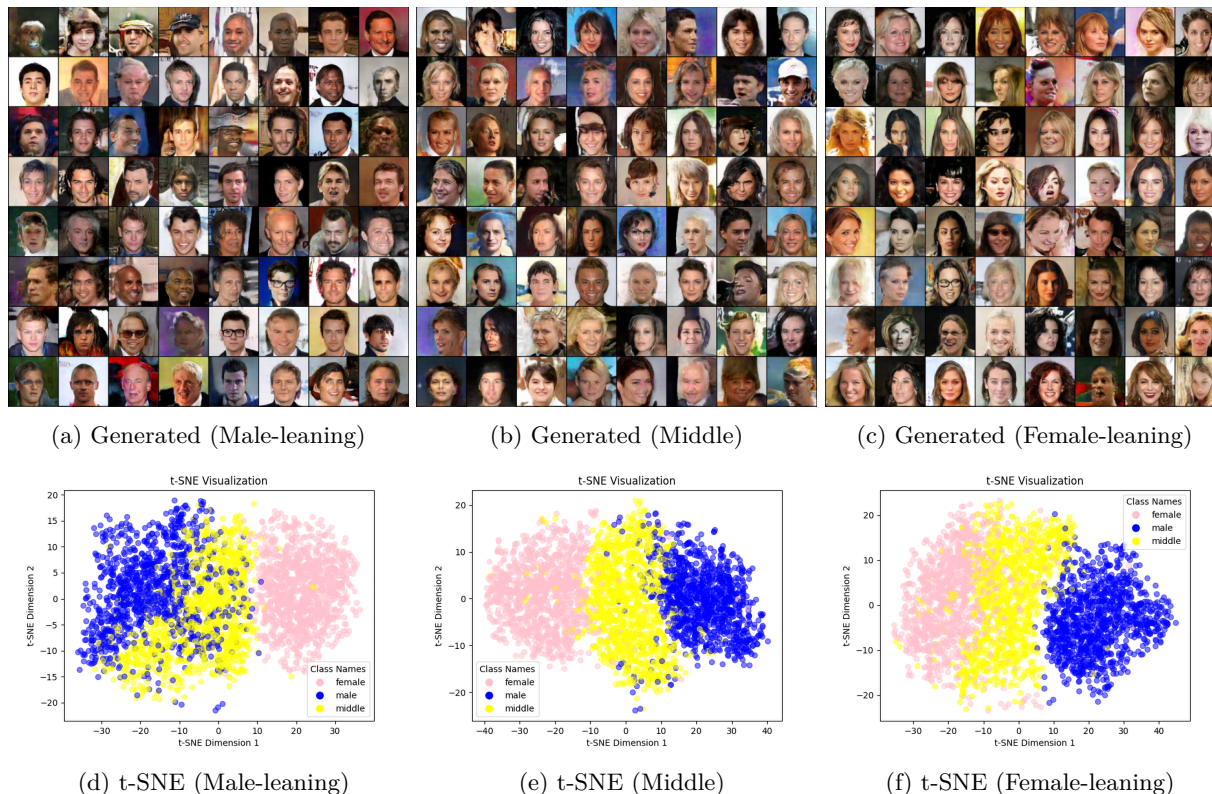 (a) Generated (Male-leaning)
(b) Generated (Middle)
(c) Generated (Female-leaning)
t-SNE Visualization
t-SNE Dimension 2
20
15
10
5
0
−5
−10
−15
−20
−30
−20
−10
0
10
20
30
t-SNE Dimension 1
Class Names
female
male
middle
t-SNE Visualization
t-SNE Dimension 2
20
10
0
−10
−20
−40
−30
−20
−10
0
10
20
30
40
t-SNE Dimension 1
Class Names
female
male
middle
t-SNE Visualization
t-SNE Dimension 2
20
10
0
−10
−20
−30
−20
−10
0
10
20
30
40
t-SNE Dimension 1
Class Names
female
male
middle
(d) t-SNE (Male-leaning)
(e) t-SNE (Middle)
(f) t-SNE (Female-leaning)